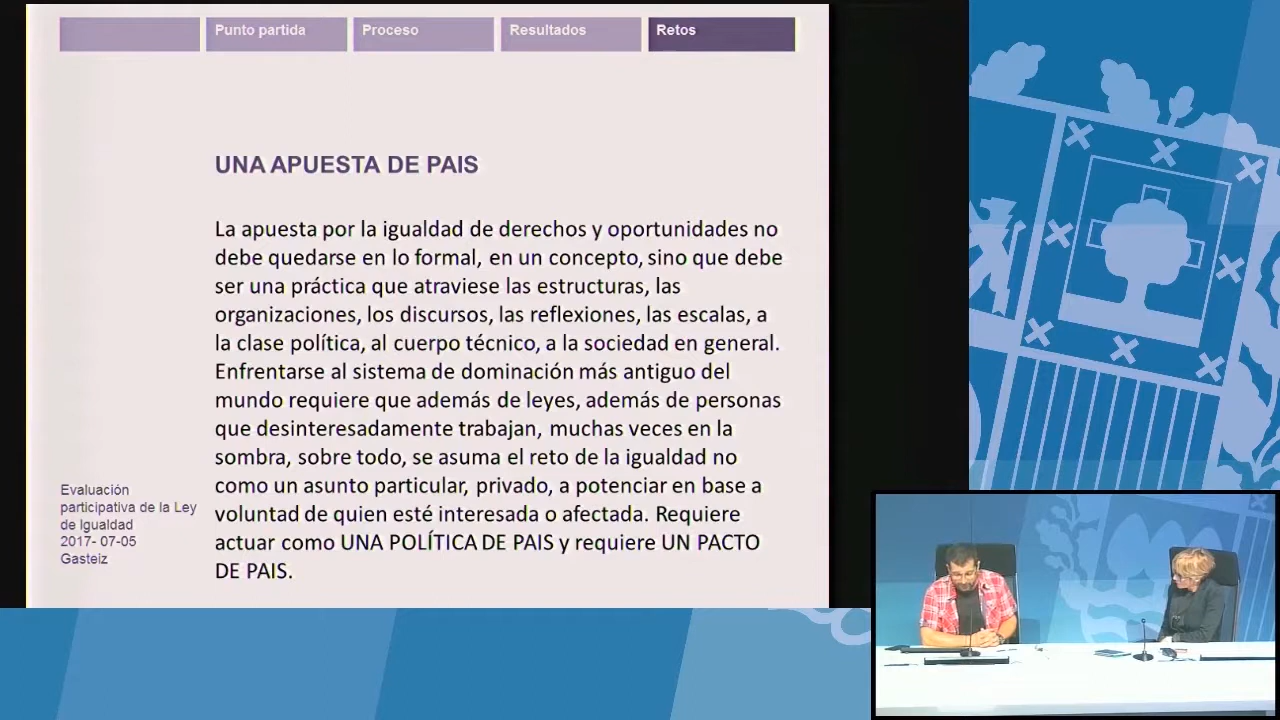 Punto partida
Proceso
Resultados
Retos
UNA APUESTA DE PAIS
La apuesta por la igualdad de derechos y oportunidades no
debe quedarse en lo formal, en un concepto, sino que debe
ser una práctica que atraviese las estructuras, las
organizaciones, los discursos, las reflexiones, las escalas, a
la clase política, al cuerpo técnico, a la sociedad en general.
Enfrentarse al sistema de dominación más antiguo del
mundo requiere que además de leyes, además de personas
que desinteresadamente trabajan, muchas veces en la
sombra, sobre todo, se asuma el reto de la igualdad no
como un asunto particular, privado, a potenciar en base a
voluntad de quien esté interesada o afectada. Requiere
actuar como UNA POLÍTICA DE PAIS y requiere UN PACTO
DE PAIS.
Evaluación
participativa de la Ley
de Igualdad
2017- 07-05
Gasteiz